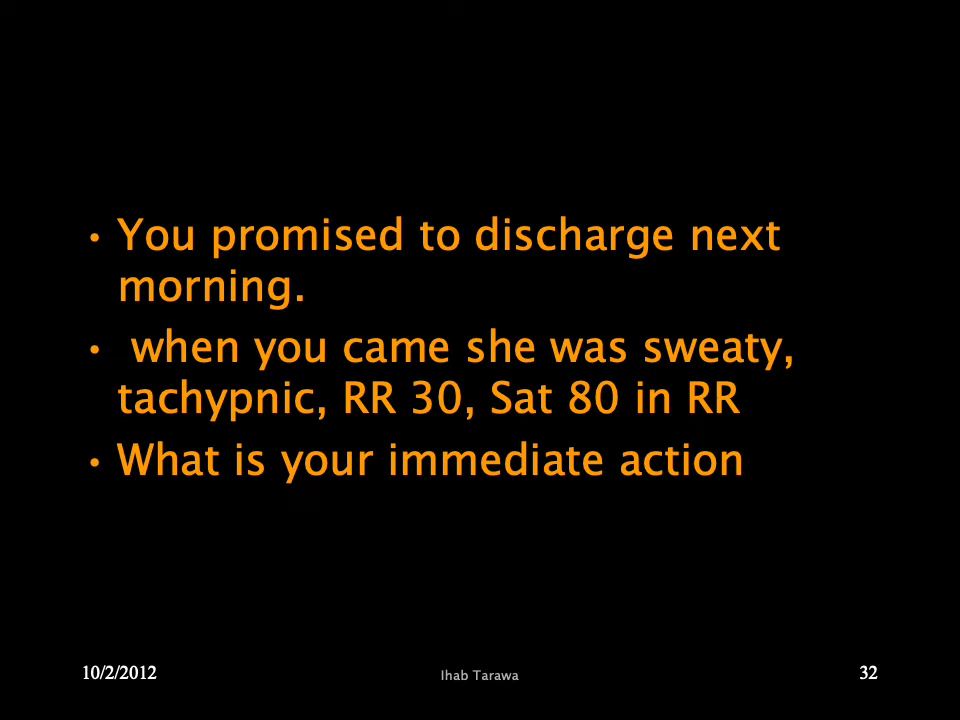 • You promised to discharge next
morning.
• when you came she was sweaty,
tachypnic, RR 30, Sat 80 in RR
• What is your immediate action
10/2/2012
Ihab Tarawa
32